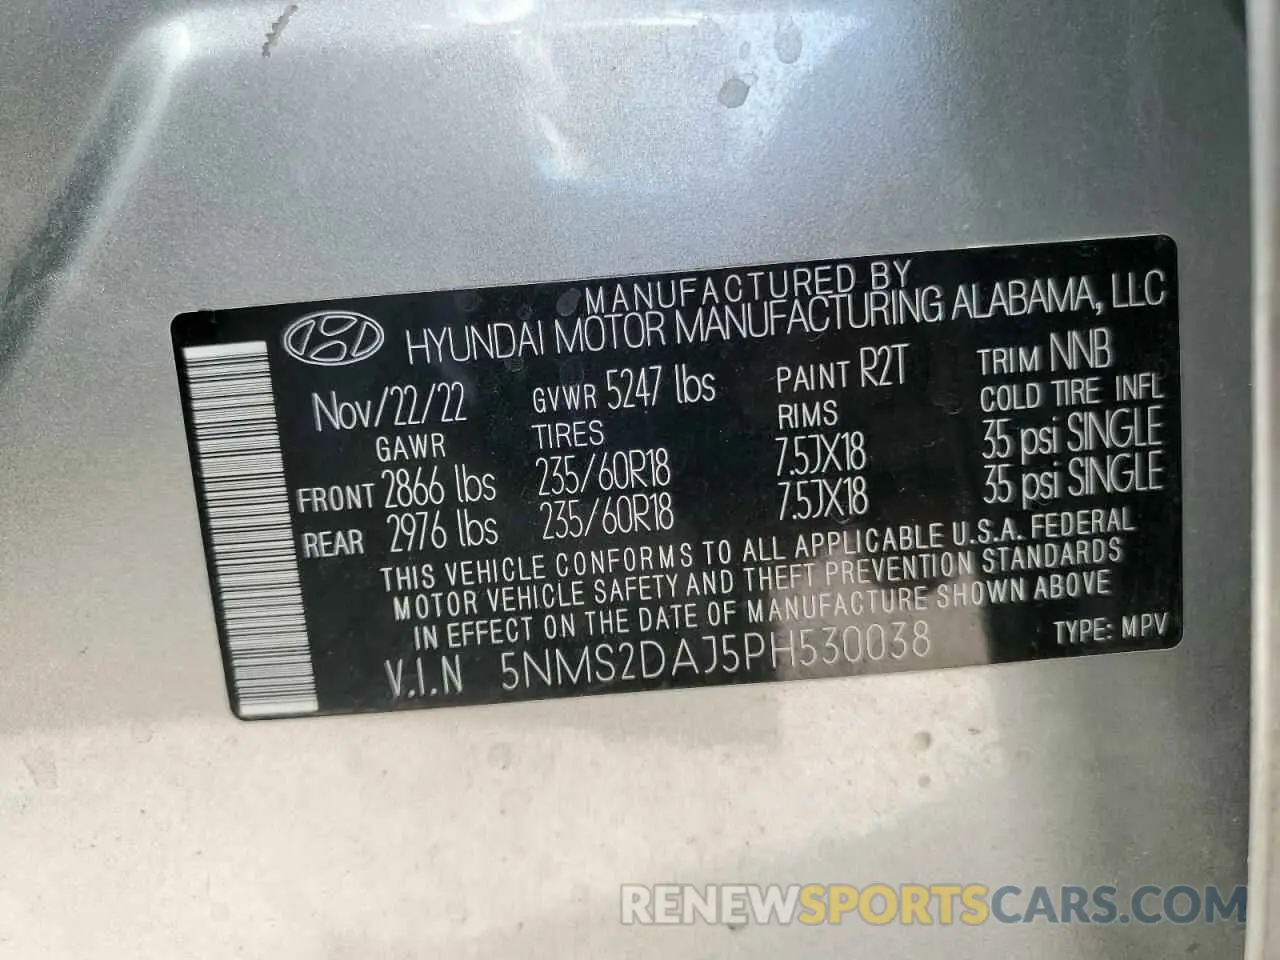 MANUFACTURED BY
HYUNDAI MOTOR MANUFACTURING ALABAMA, LLC
Nov/22/22 GVWR 5247 lbs PAINT R2T TRIM NNB
GAWR TIRES RIMS COLD TIRE INFL
FRONT 2866 lbs 235/60R18 7.5JX18 35 psi SINGLE
REAR 2976 lbs 235/60R18 7.5JX18 35 psi SINGLE
THIS VEHICLE CONFORMS TO ALL APPLICABLE U.S.A. FEDERAL
MOTOR VEHICLE SAFETY AND THEFT PREVENTION STANDARDS
IN EFFECT ON THE DATE OF MANUFACTURE SHOWN ABOVE
V.I.N 5NMS2DAJ5PH530038 TYPE: MPV
RENEWSPORTSCARS.COM